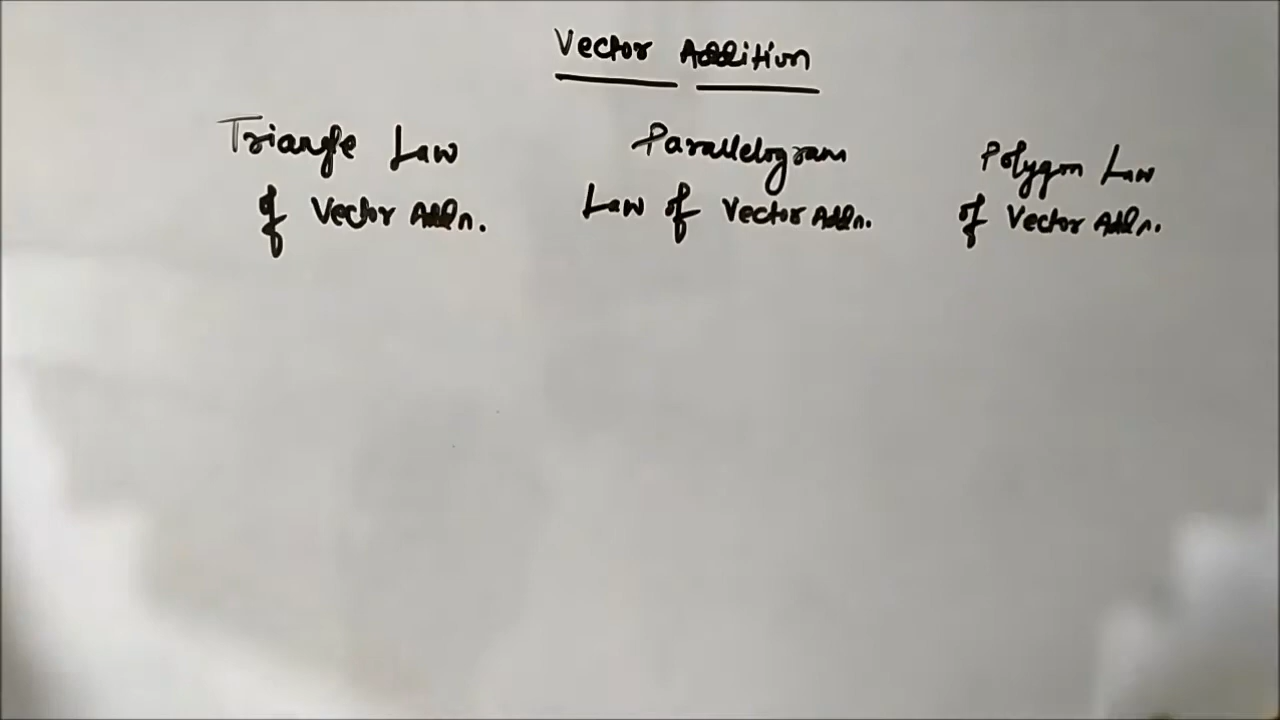 Vector Addition
Triangle Law
of Vector Addn.
Parallelogram
Law of Vector Addn.
Polygon Law
of Vector Addn.